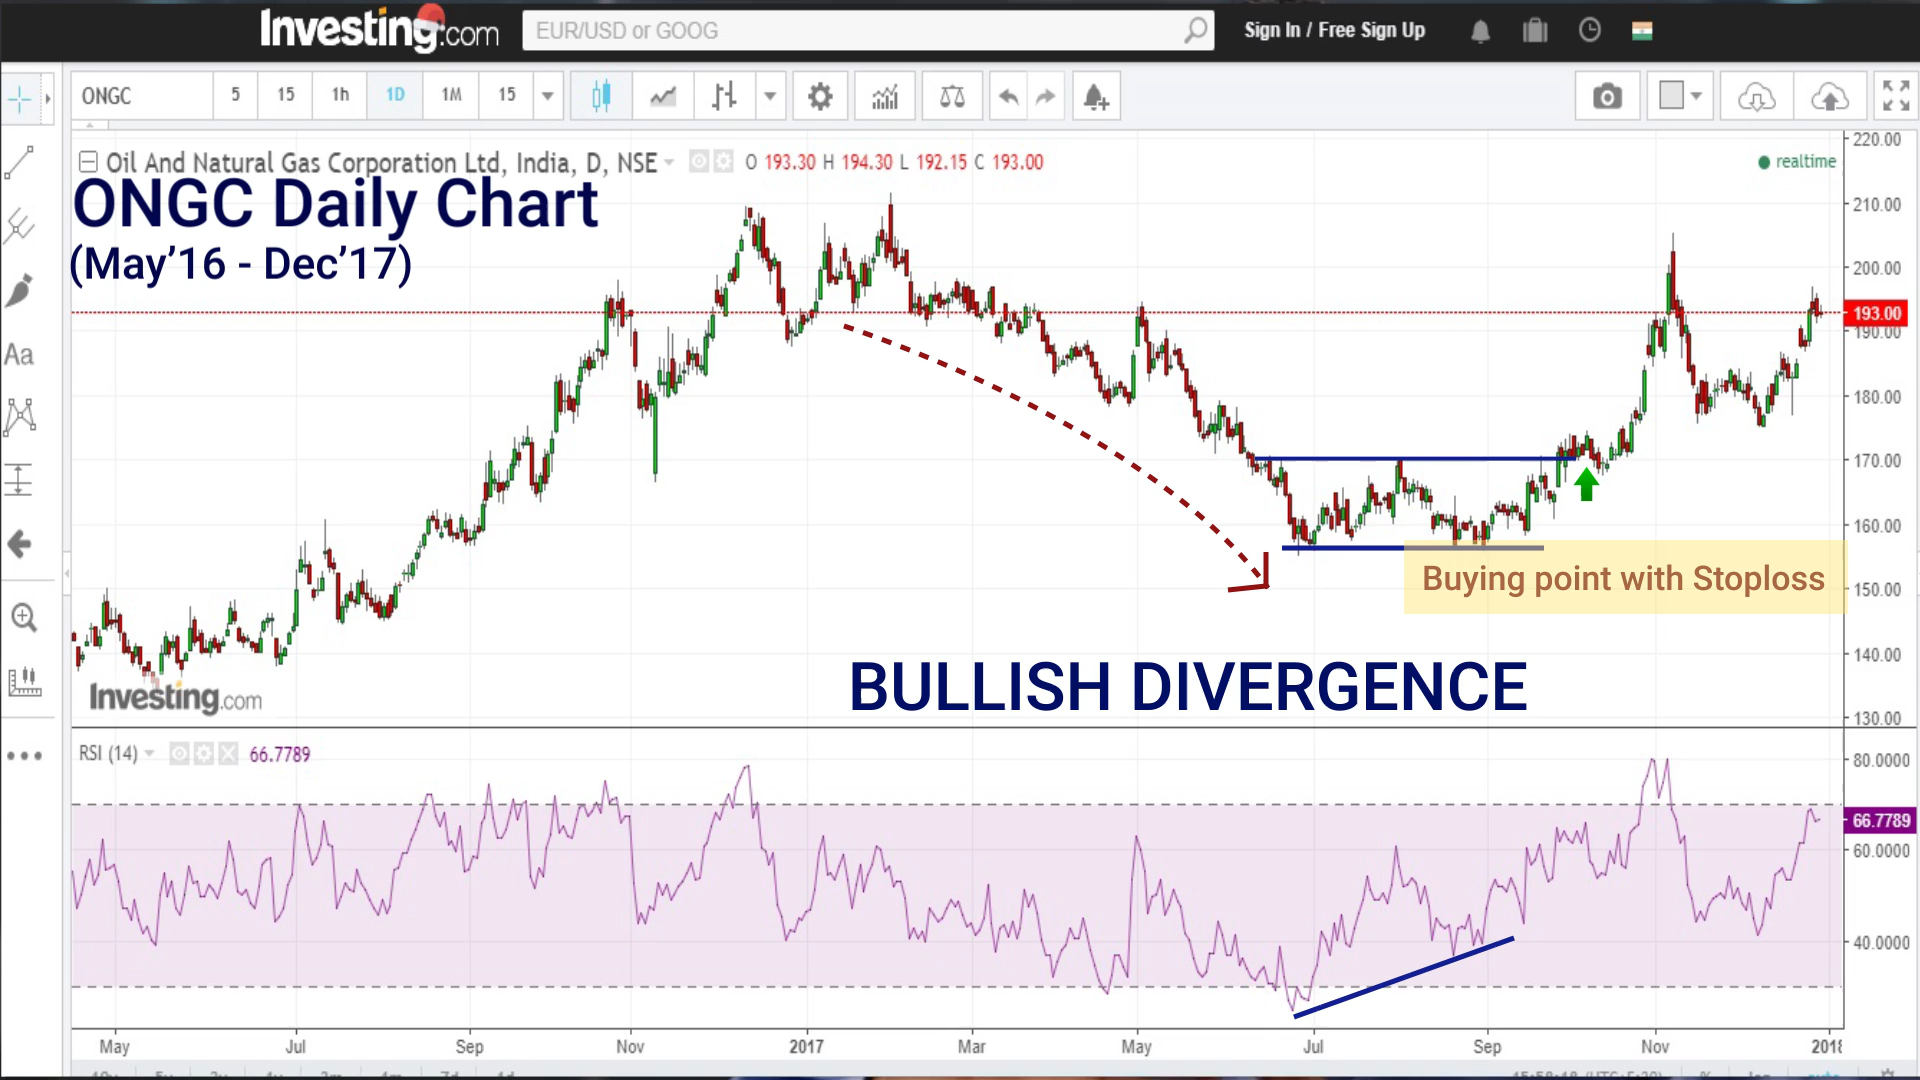 Investing.com
EUR/USD or GOOG
Sign In / Free Sign Up
ONGC 5 15 1h 1D 1M 15
Oil And Natural Gas Corporation Ltd, India, D, NSE O 193.30 H 194.30 L 192.15 C 193.00
realtime
ONGC Daily Chart
(May’16 - Dec’17)
Aa
220.00
210.00
200.00
193.00
190.00
180.00
170.00
160.00
150.00
140.00
130.00
Buying point with Stoploss
BULLISH DIVERGENCE
Investing.com
RSI (14) 66.7789
80.0000
66.7789
60.0000
40.0000
May Jul Sep Nov 2017 Mar May Jul Sep Nov 2018